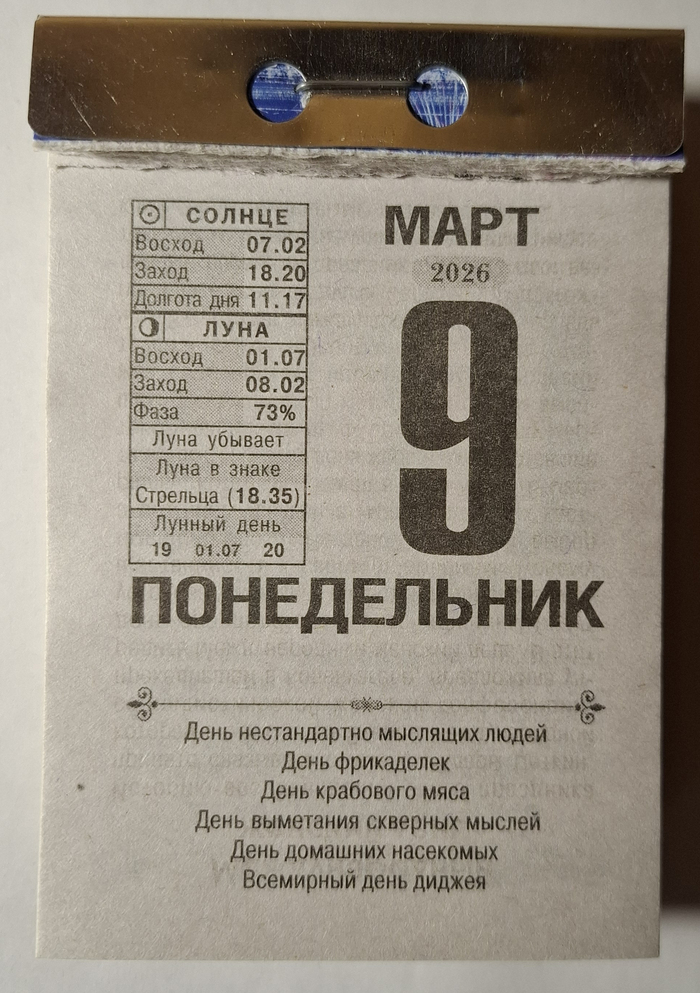 СОЛНЦЕ
Восход 07.02
Заход 18.20
Долгота дня 11.17
ЛУНА
Восход 01.07
Заход 08.02
Фаза 73%
Луна убывает
Луна в знаке
Стрельца (18.35)
Лунный день
19 01.07 20
МАРТ
2026
9
ПОНЕДЕЛЬНИК
День нестандартно мыслящих людей
День фрикаделек
День крабового мяса
День выметания скверных мыслей
День домашних насекомых
Всемирный день диджея